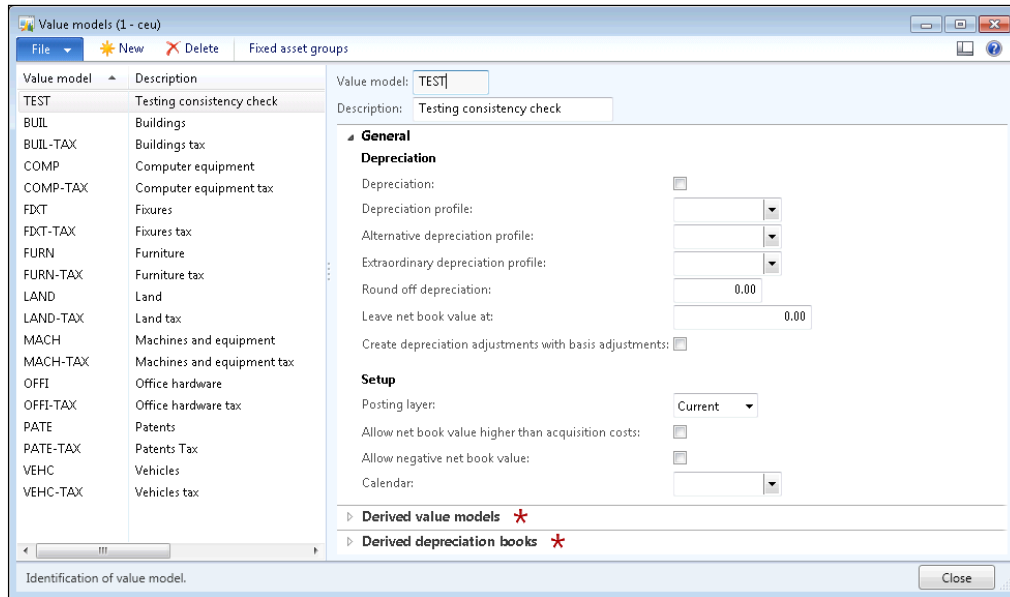 Value models (1 - ceu)
File New Delete Fixed asset groups
Value model Description
TEST Testing consistency check
BUIL Buildings
BUIL-TAX Buildings tax
COMP Computer equipment
COMP-TAX Computer equipment tax
FIXT Fixtures
FIXT-TAX Fixtures tax
FURN Furniture
FURN-TAX Furniture tax
LAND Land
LAND-TAX Land tax
MACH Machines and equipment
MACH-TAX Machines and equipment tax
OFFI Office hardware
OFFI-TAX Office hardware tax
PATE Patents
PATE-TAX Patents Tax
VEHC Vehicles
VEHC-TAX Vehicles tax
Value model: TEST
Description: Testing consistency check
General
Depreciation
Depreciation:
Depreciation profile:
Alternative depreciation profile:
Extraordinary depreciation profile:
Round off depreciation: 0.00
Leave net book value at: 0.00
Create depreciation adjustments with basis adjustments:
Setup
Posting layer: Current
Allow net book value higher than acquisition costs:
Allow negative net book value:
Calendar:
Derived value models *
Derived depreciation books *
Identification of value model. Close